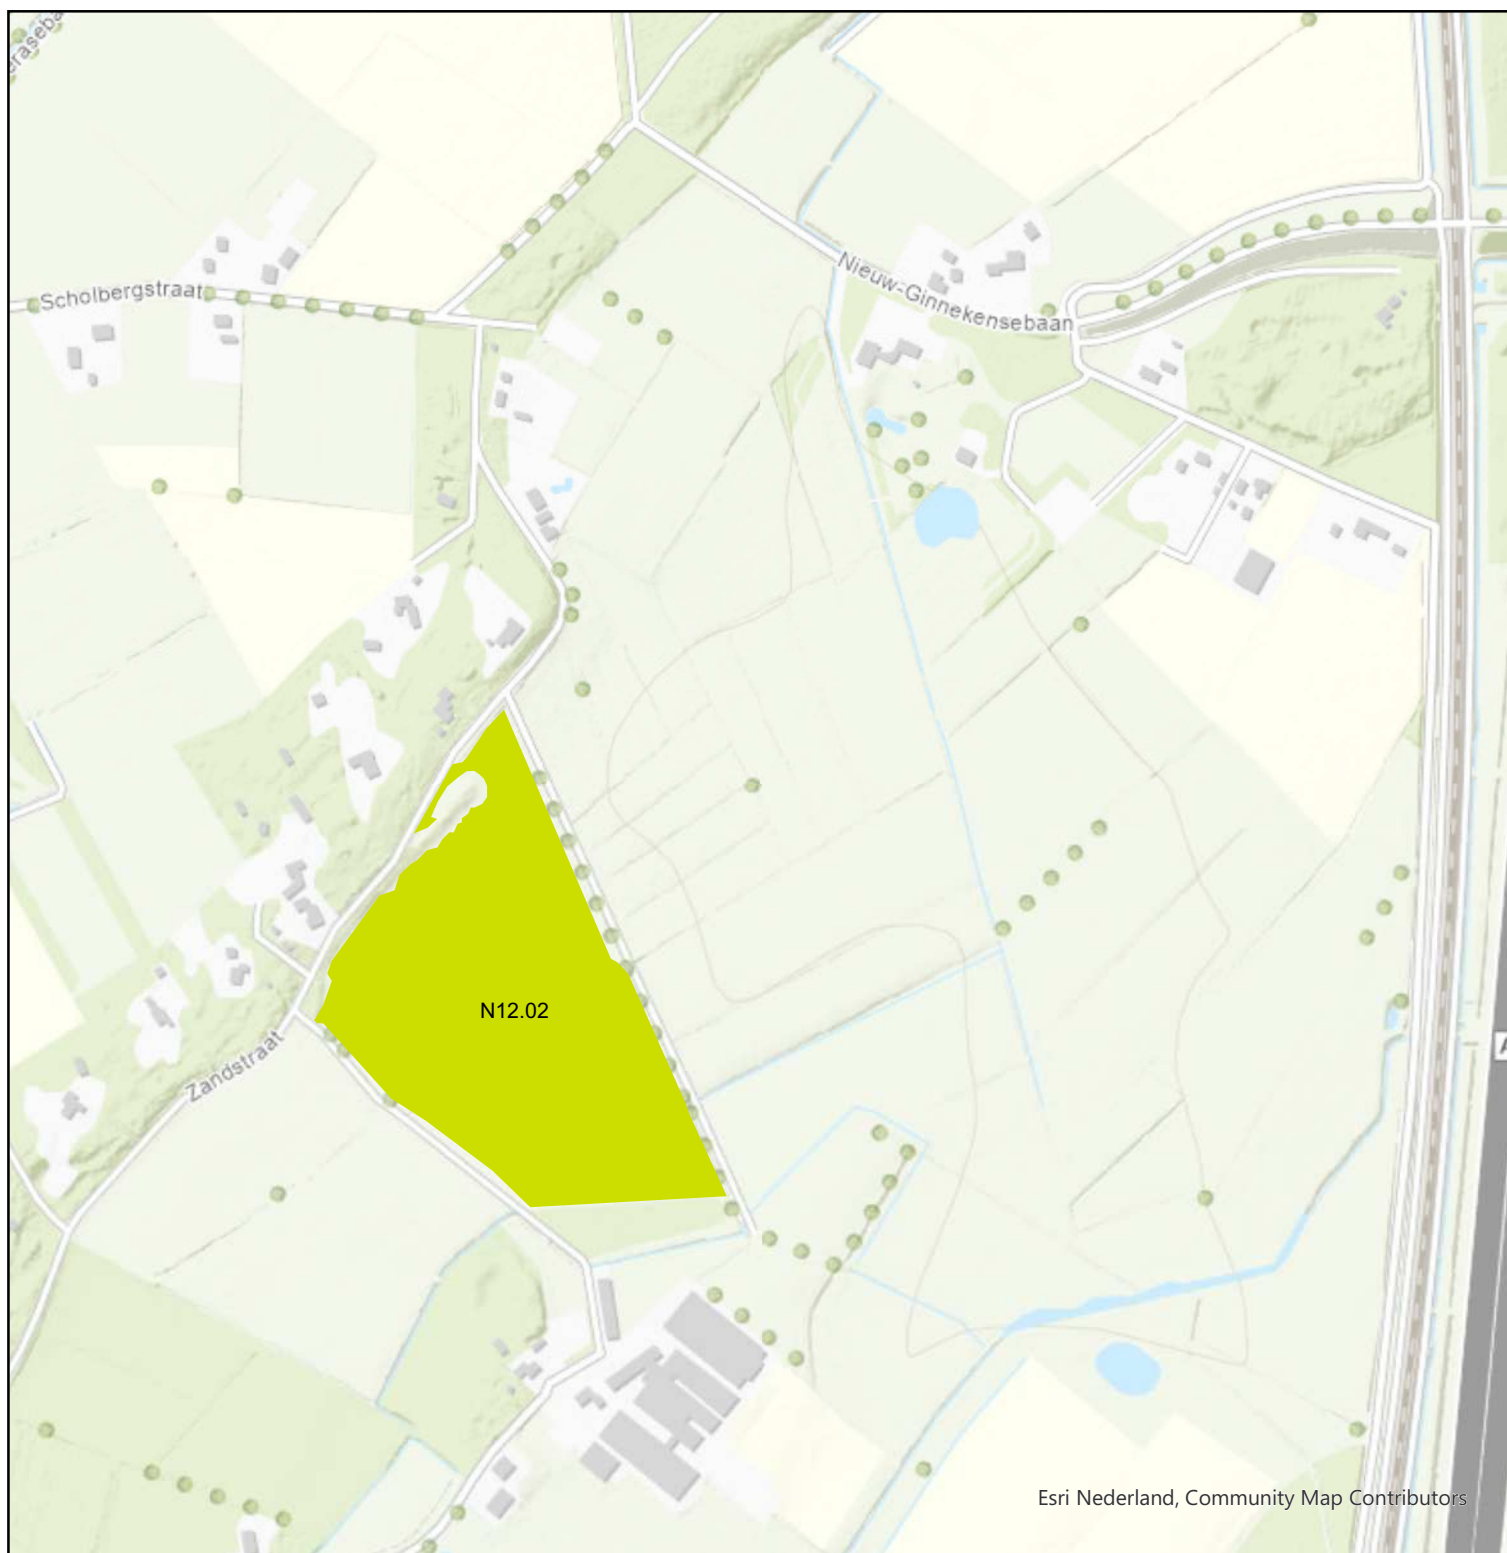 Scholbergstraat
Nieuw-Ginnekensebaan
N12.02
Zandstraat
A
Esri Nederland, Community Map Contributors